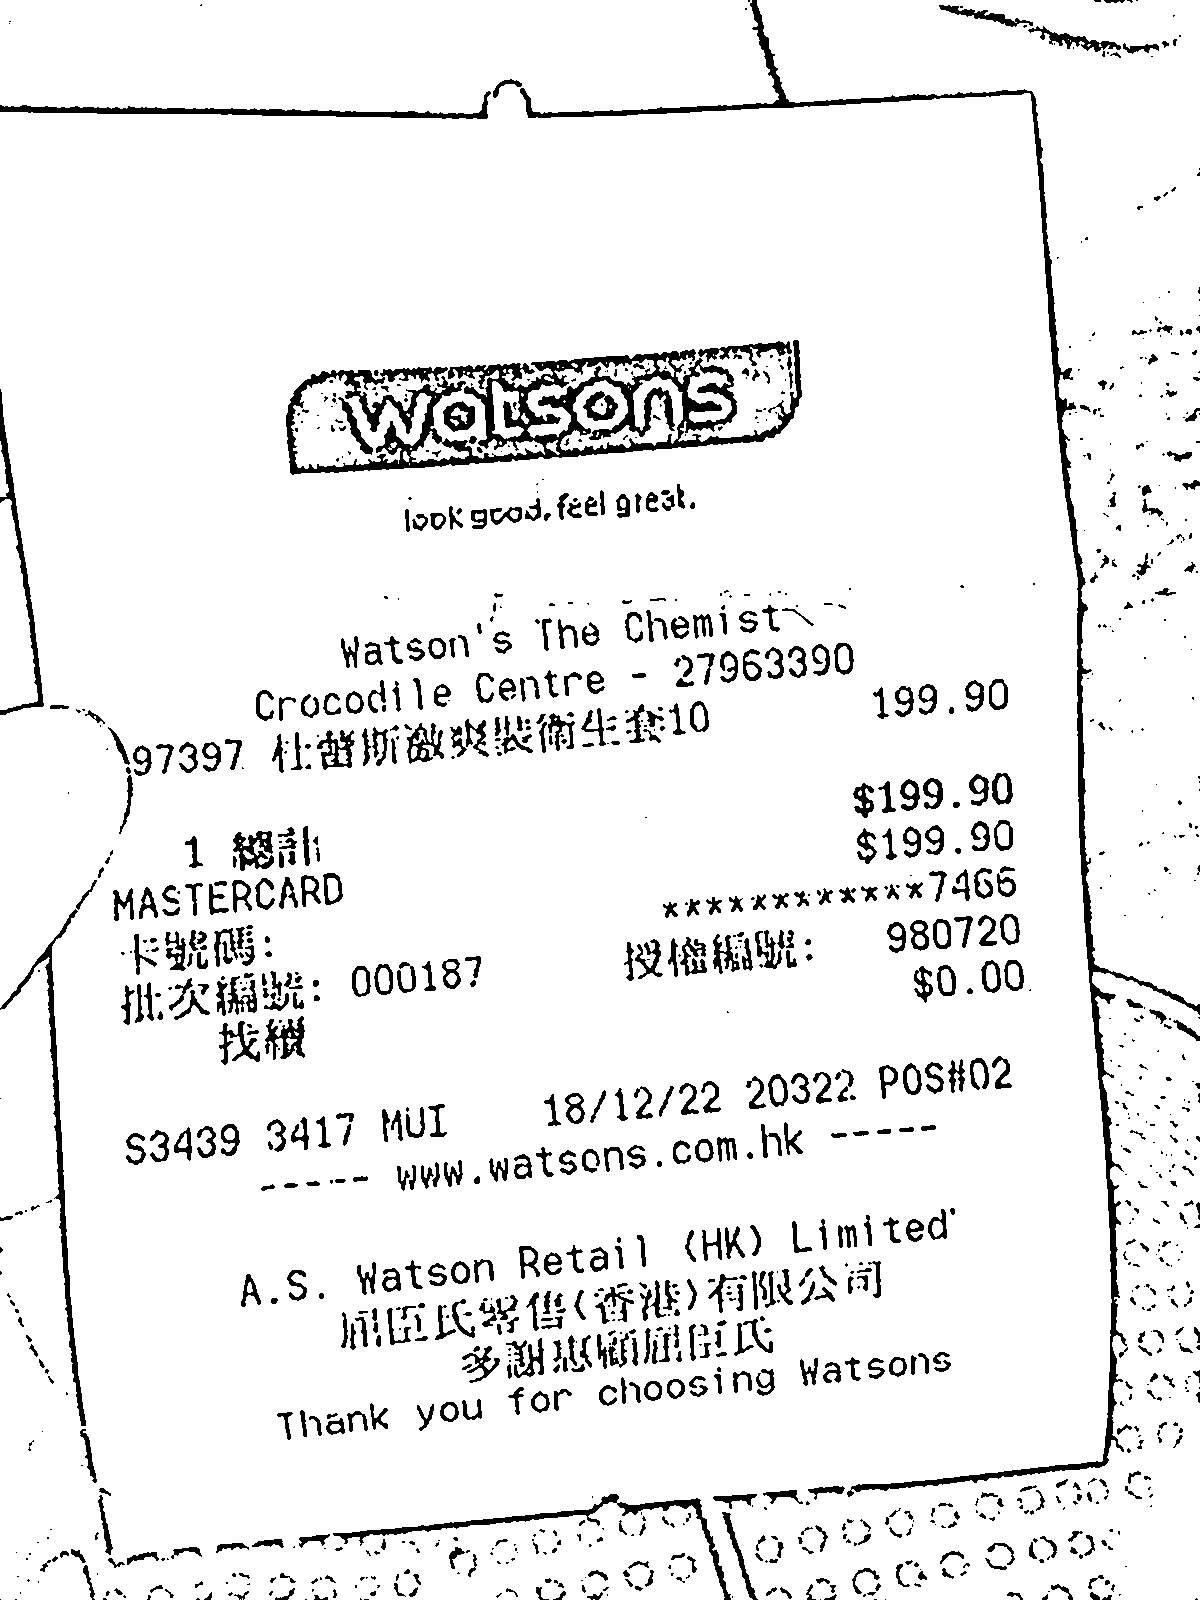 watsons
look good, feel great.
Watson's The Chemist
Crocodile Centre - 27963390
97397 杜蕾斯激爽裝衛生套10 199.90
1 總計 $199.90
MASTERCARD $199.90
卡號碼: ************7466
批次編號: 000187 授權編號: 980720
找續 $0.00
S3439 3417 MUI 18/12/22 20322 POS#02
----- www.watsons.com.hk -----
A.S. Watson Retail (HK) Limited
屈臣氏零售(香港)有限公司
多謝惠顧屈臣氏
Thank you for choosing Watsons